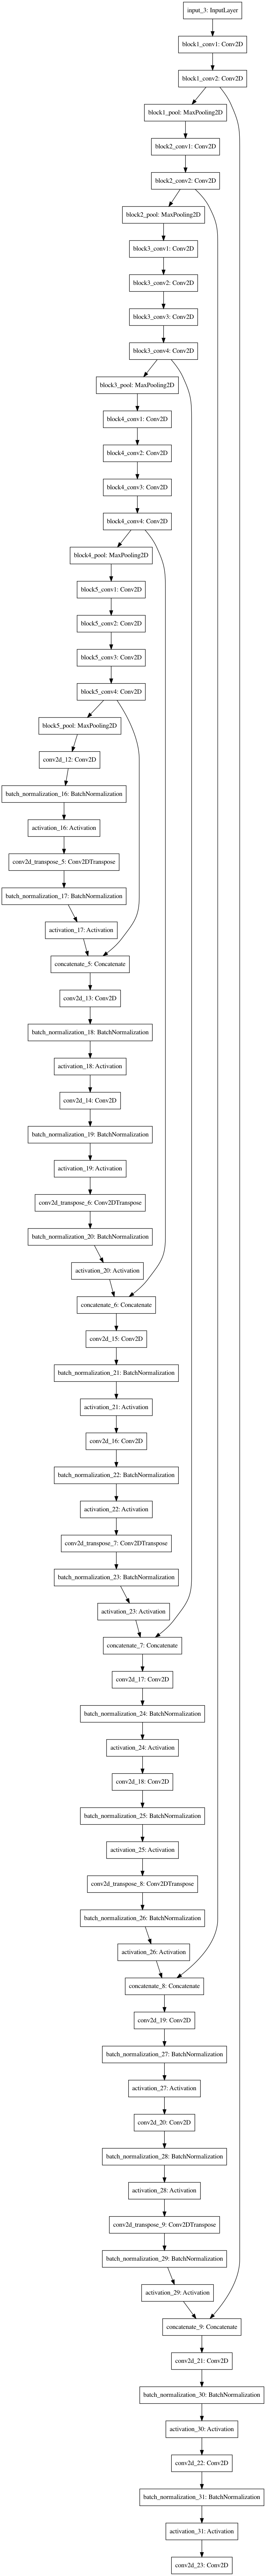 input_3: InputLayer
block1_conv1: Conv2D
block1_conv2: Conv2D
block1_pool: MaxPooling2D
block2_conv1: Conv2D
block2_conv2: Conv2D
block2_pool: MaxPooling2D
block3_conv1: Conv2D
block3_conv2: Conv2D
block3_conv3: Conv2D
block3_conv4: Conv2D
block3_pool: MaxPooling2D
block4_conv1: Conv2D
block4_conv2: Conv2D
block4_conv3: Conv2D
block4_conv4: Conv2D
block4_pool: MaxPooling2D
block5_conv1: Conv2D
block5_conv2: Conv2D
block5_conv3: Conv2D
block5_conv4: Conv2D
block5_pool: MaxPooling2D
conv2d_12: Conv2D
batch_normalization_16: BatchNormalization
activation_16: Activation
conv2d_transpose_5: Conv2DTranspose
batch_normalization_17: BatchNormalization
activation_17: Activation
concatenate_5: Concatenate
conv2d_13: Conv2D
batch_normalization_18: BatchNormalization
activation_18: Activation
conv2d_14: Conv2D
batch_normalization_19: BatchNormalization
activation_19: Activation
conv2d_transpose_6: Conv2DTranspose
batch_normalization_20: BatchNormalization
activation_20: Activation
concatenate_6: Concatenate
conv2d_15: Conv2D
batch_normalization_21: BatchNormalization
activation_21: Activation
conv2d_16: Conv2D
batch_normalization_22: BatchNormalization
activation_22: Activation
conv2d_transpose_7: Conv2DTranspose
batch_normalization_23: BatchNormalization
activation_23: Activation
concatenate_7: Concatenate
conv2d_17: Conv2D
batch_normalization_24: BatchNormalization
activation_24: Activation
conv2d_18: Conv2D
batch_normalization_25: BatchNormalization
activation_25: Activation
conv2d_transpose_8: Conv2DTranspose
batch_normalization_26: BatchNormalization
activation_26: Activation
concatenate_8: Concatenate
conv2d_19: Conv2D
batch_normalization_27: BatchNormalization
activation_27: Activation
conv2d_20: Conv2D
batch_normalization_28: BatchNormalization
activation_28: Activation
conv2d_transpose_9: Conv2DTranspose
batch_normalization_29: BatchNormalization
activation_29: Activation
concatenate_9: Concatenate
conv2d_21: Conv2D
batch_normalization_30: BatchNormalization
activation_30: Activation
conv2d_22: Conv2D
batch_normalization_31: BatchNormalization
activation_31: Activation
conv2d_23: Conv2D